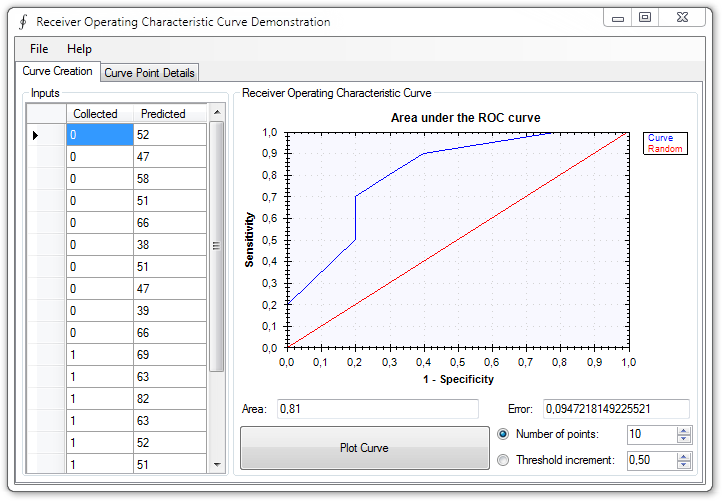 Receiver Operating Characteristic Curve Demonstration
File Help
Curve Creation Curve Point Details
Inputs
Collected Predicted
0 52
0 47
0 58
0 51
0 66
0 38
0 51
0 47
0 39
0 66
1 69
1 63
1 82
1 63
1 52
1 51
Receiver Operating Characteristic Curve
Area under the ROC curve
1,0
0,9
0,8
0,7
0,6
0,5
0,4
0,3
0,2
0,1
0,0
Sensitivity
0,0 0,1 0,2 0,3 0,4 0,5 0,6 0,7 0,8 0,9 1,0
1 - Specificity
Curve
Random
Area: 0,81 Error: 0,0947218149225521
Plot Curve
Number of points: 10
Threshold increment: 0,50